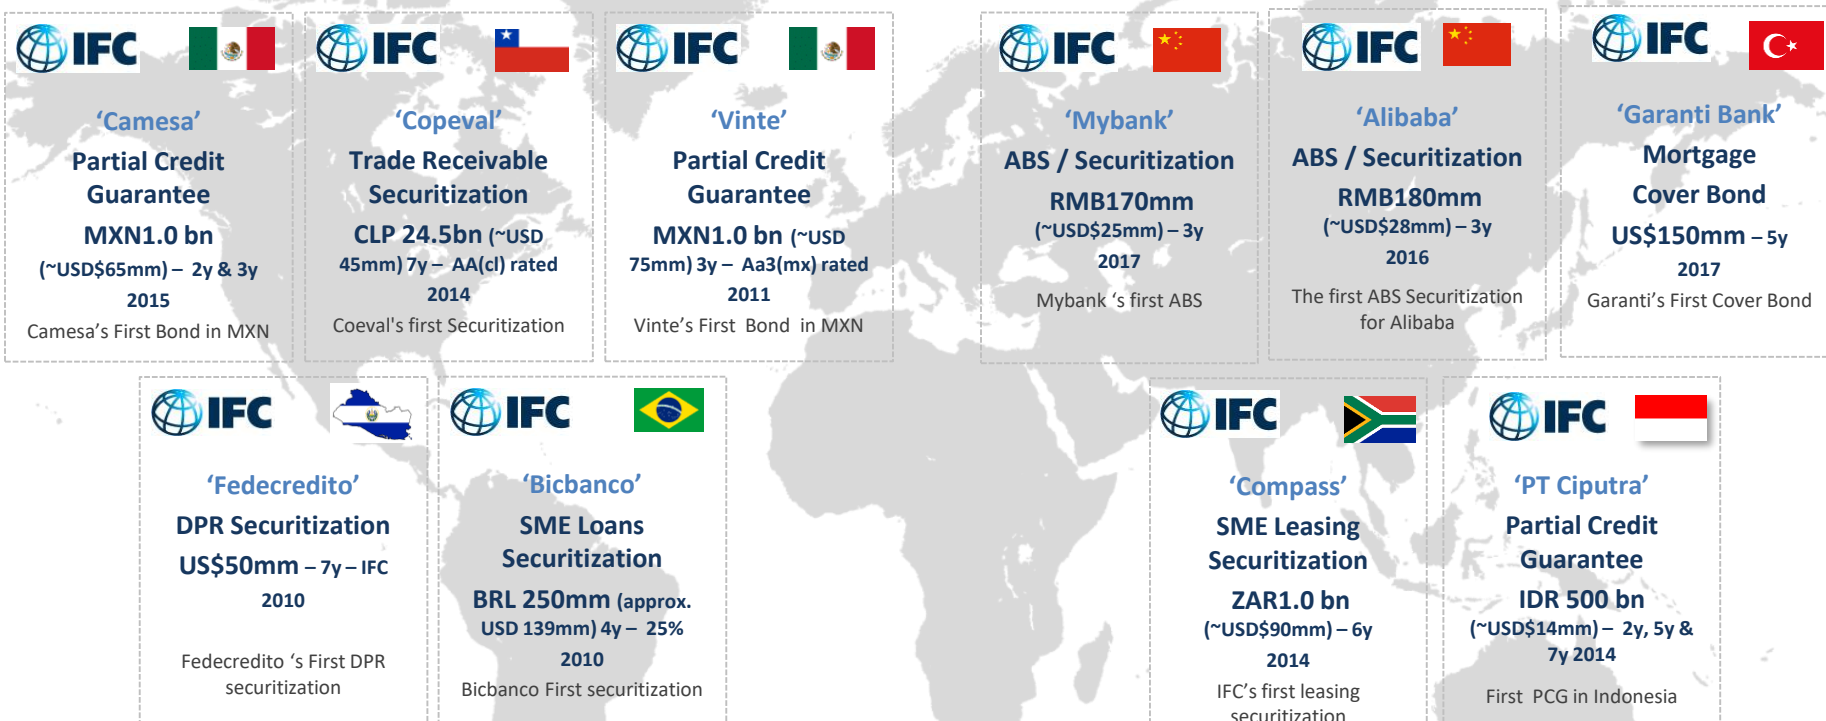 IFC
‘Camesa’
Partial Credit
Guarantee
MXN1.0 bn
(~USD$65mm) – 2y & 3y
2015
Camesa’s First Bond in MXN
IFC
‘Copeval’
Trade Receivable
Securitization
CLP 24.5bn (~USD
45mm) 7y – AA(cl) rated
2014
Coeval's first Securitization
IFC
‘Vinte’
Partial Credit
Guarantee
MXN1.0 bn (~USD
75mm) 3y – Aa3(mx) rated
2011
Vinte’s First Bond in MXN
IFC
‘Mybank’
ABS / Securitization
RMB170mm
(~USD$25mm) – 3y
2017
Mybank ‘s first ABS
IFC
‘Alibaba’
ABS / Securitization
RMB180mm
(~USD$28mm) – 3y
2016
The first ABS Securitization
for Alibaba
IFC
‘Garanti Bank’
Mortgage
Cover Bond
US$150mm – 5y
2017
Garanti’s First Cover Bond
IFC
‘Fedecredito’
DPR Securitization
US$50mm – 7y – IFC
2010
Fedecredito ‘s First DPR
securitization
IFC
‘Bicbanco’
SME Loans
Securitization
BRL 250mm (approx.
USD 139mm) 4y – 25%
2010
Bicbanco First securitization
IFC
‘Compass’
SME Leasing
Securitization
ZAR1.0 bn
(~USD$90mm) – 6y
2014
IFC’s first leasing
securitization
IFC
‘PT Ciputra’
Partial Credit
Guarantee
IDR 500 bn
(~USD$14mm) – 2y, 5y &
7y 2014
First PCG in Indonesia